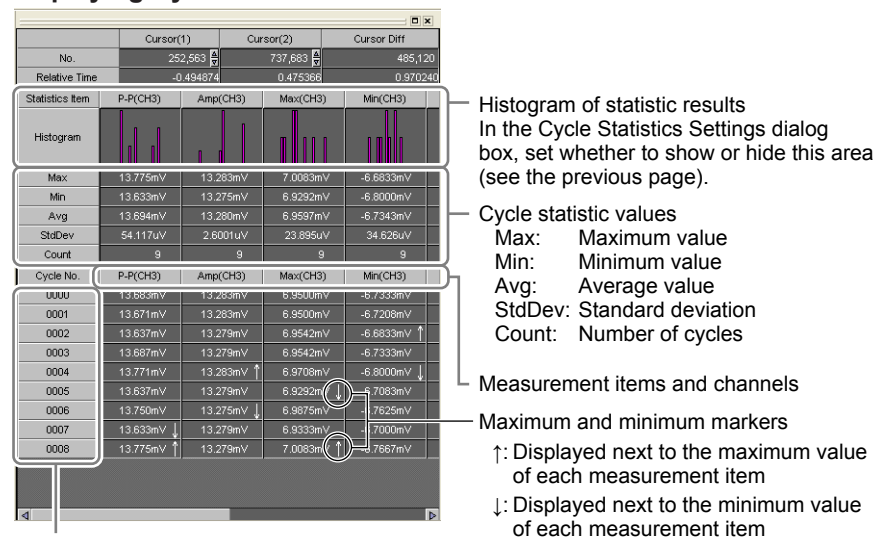 Cursor(1) Cursor(2) Cursor Diff
No. 252,563 737,683 485,120
Relative Time -0.494874 0.475366 0.970240
Statistics Item P-P(CH3) Amp(CH3) Max(CH3) Min(CH3)
Histogram
Max 13.775mV 13.283mV 7.0083mV -6.6833mV
Min 13.633mV 13.275mV 6.9292mV -6.8000mV
Avg 13.694mV 13.280mV 6.9597mV -6.7343mV
StdDev 54.117uV 2.6001uV 23.895uV 34.626uV
Count 9 9 9 9
Cycle No. P-P(CH3) Amp(CH3) Max(CH3) Min(CH3)
0000 13.683mV 13.283mV 6.9500mV -6.7333mV
0001 13.671mV 13.283mV 6.9500mV -6.7208mV
0002 13.637mV 13.279mV 6.9542mV -6.6833mV ↑
0003 13.687mV 13.279mV 6.9542mV -6.7333mV
0004 13.771mV 13.283mV ↑ 6.9708mV -6.8000mV ↓
0005 13.637mV 13.279mV 6.9292m ↓ 6.7083mV
0006 13.750mV 13.275mV ↓ 6.9875mV .7625mV
0007 13.633mV ↓ 13.279mV 6.9333mV .7000mV
0008 13.775mV ↑ 13.279mV 7.0083mV ↑ .7667mV
Histogram of statistic results
In the Cycle Statistics Settings dialog
box, set whether to show or hide this area
(see the previous page).
Cycle statistic values
Max: Maximum value
Min: Minimum value
Avg: Average value
StdDev: Standard deviation
Count: Number of cycles
Measurement items and channels
Maximum and minimum markers
↑: Displayed next to the maximum value
of each measurement item
↓: Displayed next to the minimum value
of each measurement item